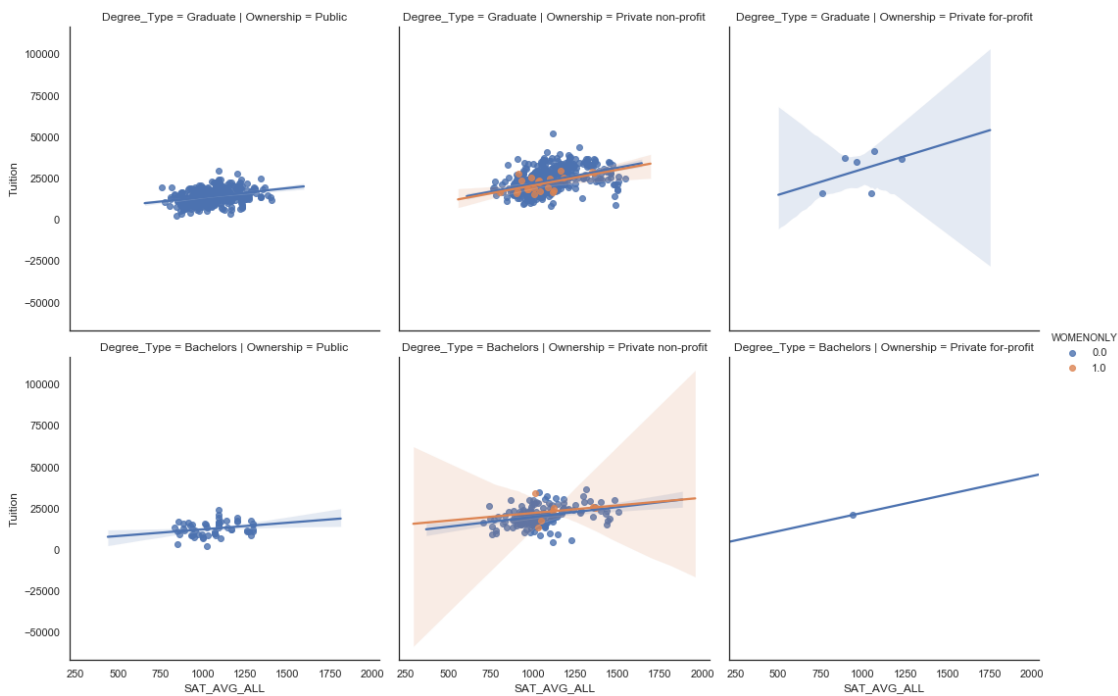 Degree_Type = Graduate | Ownership = Public
Degree_Type = Graduate | Ownership = Private non-profit
Degree_Type = Graduate | Ownership = Private for-profit
100000
75000
50000
25000
0
−25000
−50000
Tuition
Degree_Type = Bachelors | Ownership = Public
Degree_Type = Bachelors | Ownership = Private non-profit
Degree_Type = Bachelors | Ownership = Private for-profit
WOMENONLY
0.0
1.0
100000
75000
50000
25000
0
−25000
−50000
Tuition
250 500 750 1000 1250 1500 1750 2000
250 500 750 1000 1250 1500 1750 2000
250 500 750 1000 1250 1500 1750 2000
SAT_AVG_ALL
SAT_AVG_ALL
SAT_AVG_ALL